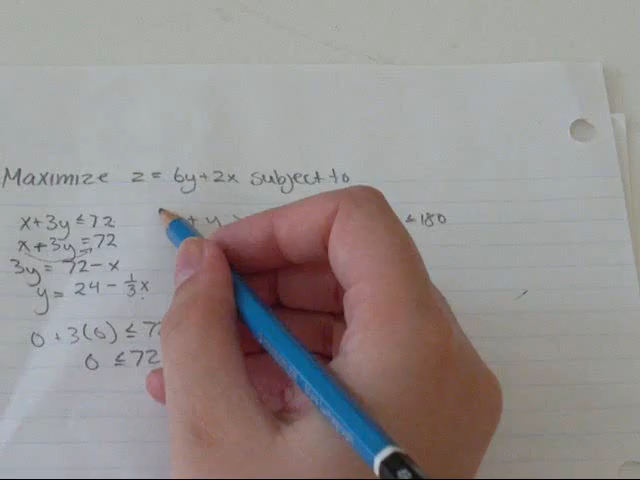 Maximize z = 6y+2x subject to
x+3y ≤ 72 + y ≥ ≤ 180
x + 3y = 72
3y = 72 - x
y = 24 - 1/3x
0 + 3(0) ≤ 72
0 ≤ 72